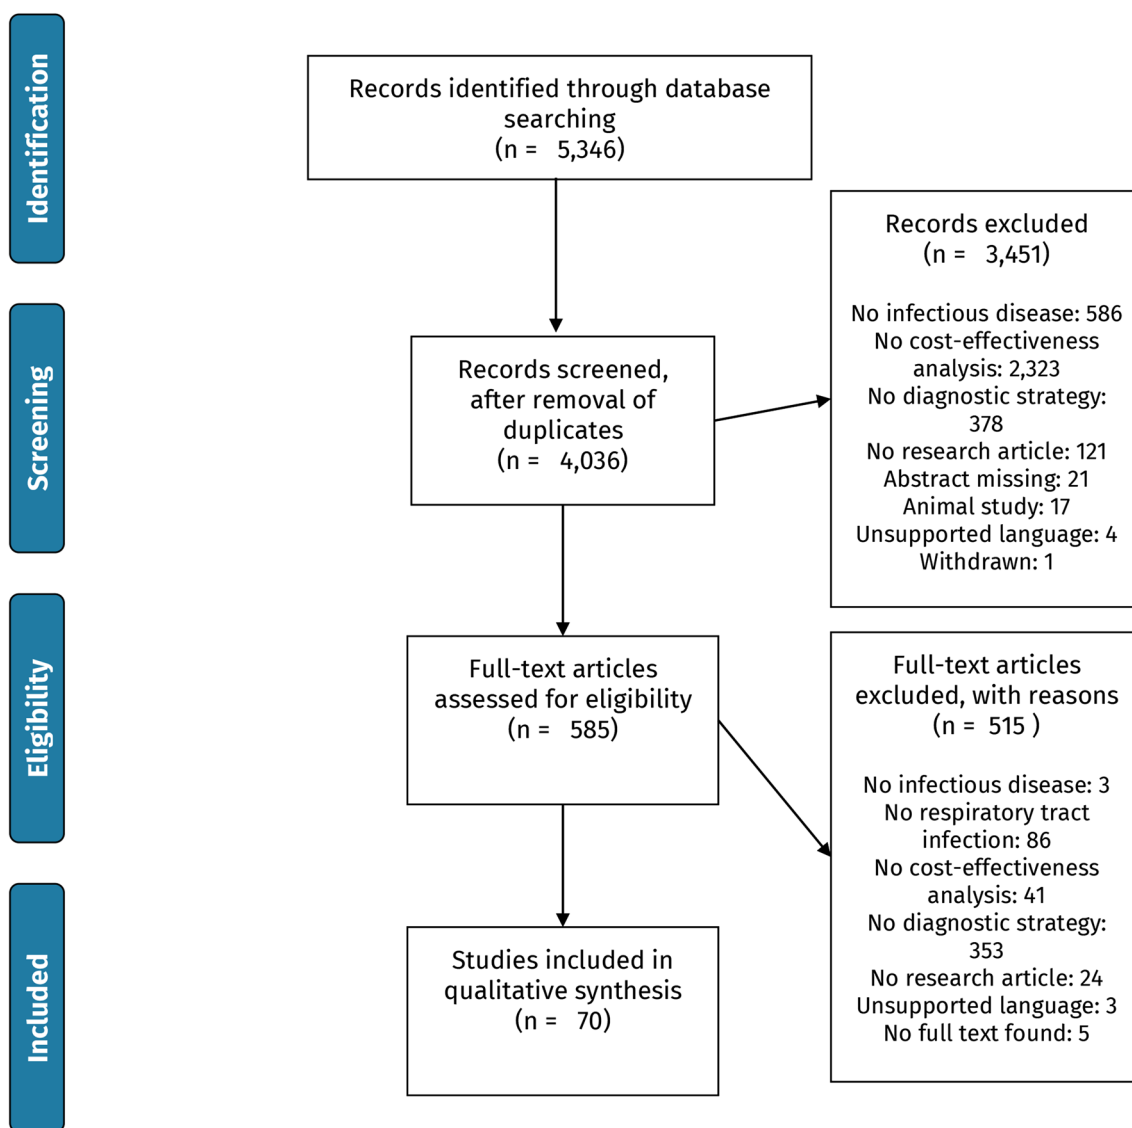 Identification
Records identified through database
searching
(n =   5,346)
Records excluded
(n =   3,451)
No infectious disease: 586
No cost-effectiveness
analysis: 2,323
No diagnostic strategy:
378
No research article: 121
Abstract missing: 21
Animal study: 17
Unsupported language: 4
Withdrawn: 1
Screening
Records screened,
after removal of
duplicates
(n =   4,036)
Eligibility
Full-text articles
assessed for eligibility
(n =   585)
Full-text articles
excluded, with reasons
(n =  515 )
No infectious disease: 3
No respiratory tract
infection: 86
No cost-effectiveness
analysis: 41
No diagnostic strategy:
353
No research article: 24
Unsupported language: 3
No full text found: 5
Included
Studies included in
qualitative synthesis
(n =   70)